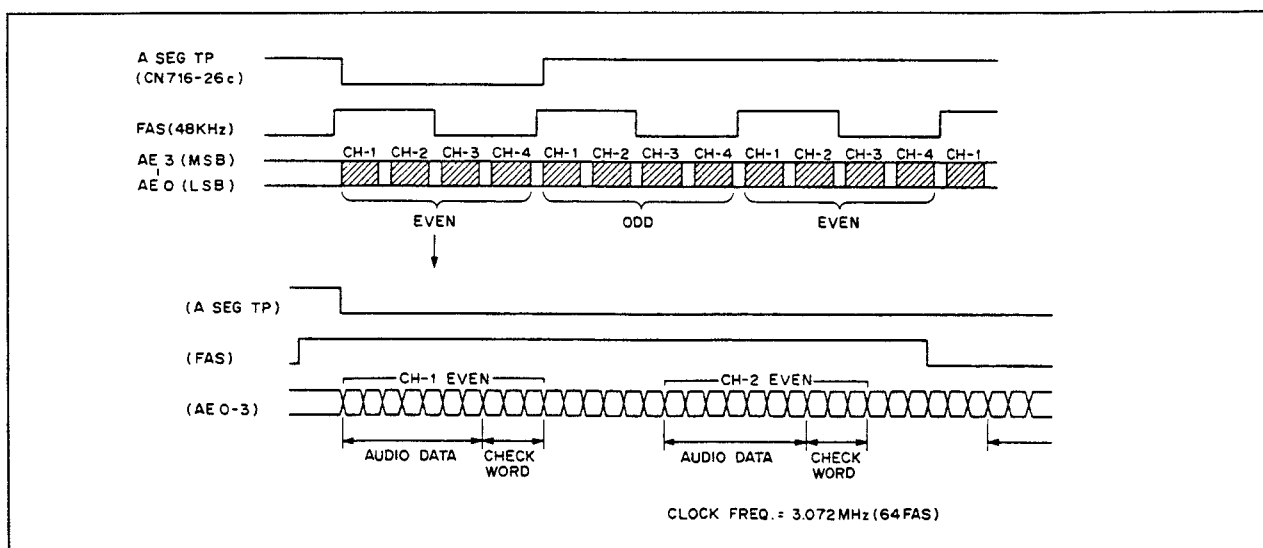 A SEG TP
(CN716-26c)
FAS(48KHz)
CH-1 CH-2 CH-3 CH-4 CH-1 CH-2 CH-3 CH-4 CH-1 CH-2 CH-3 CH-4 CH-1
AE 3 (MSB)
AE 0 (LSB)
EVEN ODD EVEN
(A SEG TP)
(FAS)
CH-1 EVEN CH-2 EVEN
(AE 0-3)
AUDIO DATA CHECK WORD AUDIO DATA CHECK WORD
CLOCK FREQ.= 3.072MHz(64FAS)